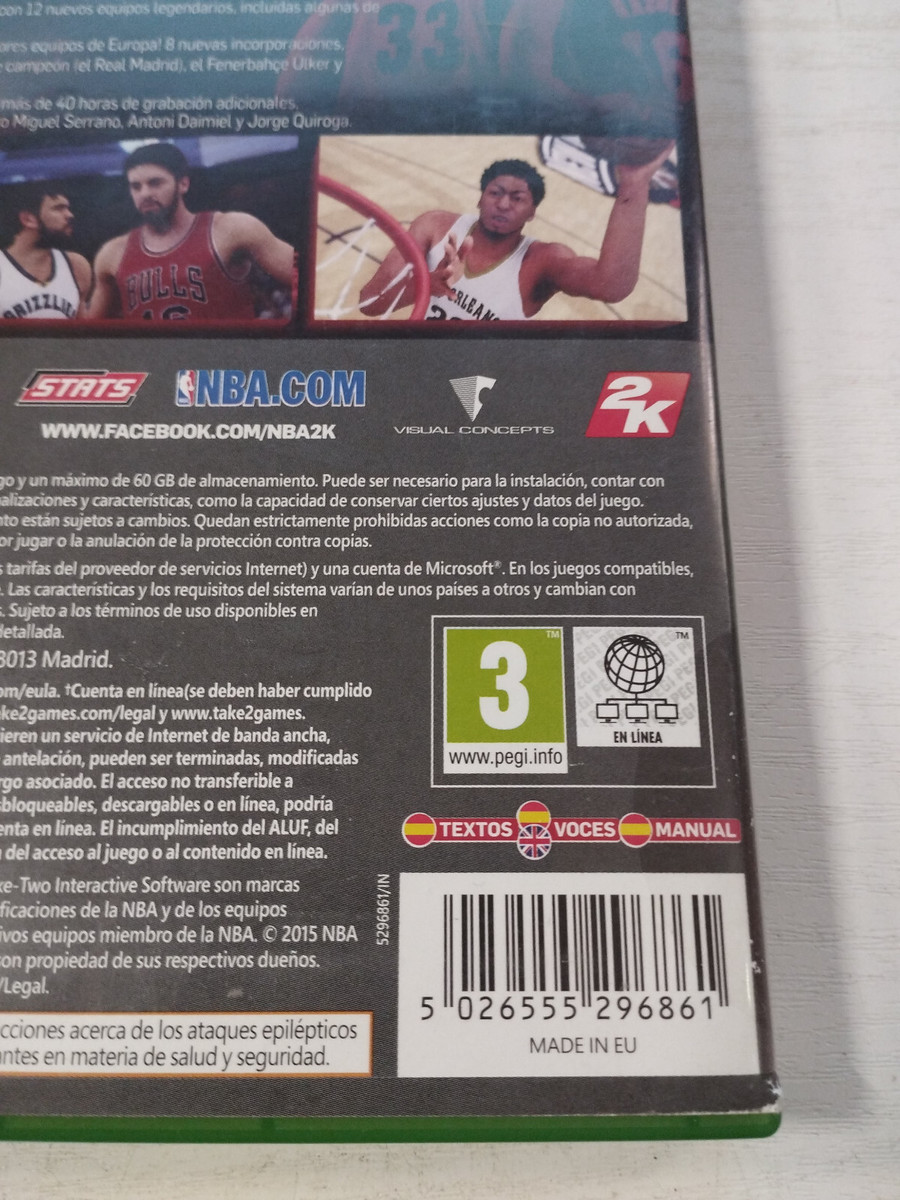 con 12 nuevos equipos legendarios, incluidas algunas de
ores equipos de Europa! 8 nuevas incorporaciones,
campeón (el Real Madrid), el Fenerbahçe Ülker y
más de 40 horas de grabación adicionales.
o Miguel Serrano, Antoni Daimiel y Jorge Quiroga.
33
RIZZLIE
BULLS
16
ORLEANS
STATS
NBA.COM
2K
WWW.FACEBOOK.COM/NBA2K
VISUAL CONCEPTS
go y un máximo de 60 GB de almacenamiento. Puede ser necesario para la instalación, contar con
alizaciones y características, como la capacidad de conservar ciertos ajustes y datos del juego.
nto están sujetos a cambios. Quedan estrictamente prohibidas acciones como la copia no autorizada,
or jugar o la anulación de la protección contra copias.
s tarifas del proveedor de servicios Internet) y una cuenta de Microsoft®. En los juegos compatibles,
. Las características y los requisitos del sistema varían de unos países a otros y cambian con
s. Sujeto a los términos de uso disponibles en
detallada.
8013 Madrid.
om/eula. †Cuenta en línea(se deben haber cumplido
ake2games.com/legal y www.take2games.
ieren un servicio de Internet de banda ancha,
antelación, pueden ser terminadas, modificadas
rgo asociado. El acceso no transferible a
sbloqueables, descargables o en línea, podría
enta en línea. El incumplimiento del ALUF, del
del acceso al juego o al contenido en línea.
ke-Two Interactive Software son marcas
ificaciones de la NBA y de los equipos
ivos equipos miembro de la NBA. © 2015 NBA
son propiedad de sus respectivos dueños.
/Legal.
cciones acerca de los ataques epilépticos
antes en materia de salud y seguridad.
3 ™
www.pegi.info
™
EN LÍNEA
TEXTOS VOCES MANUAL
5296861/IN
5 026555 296861
MADE IN EU